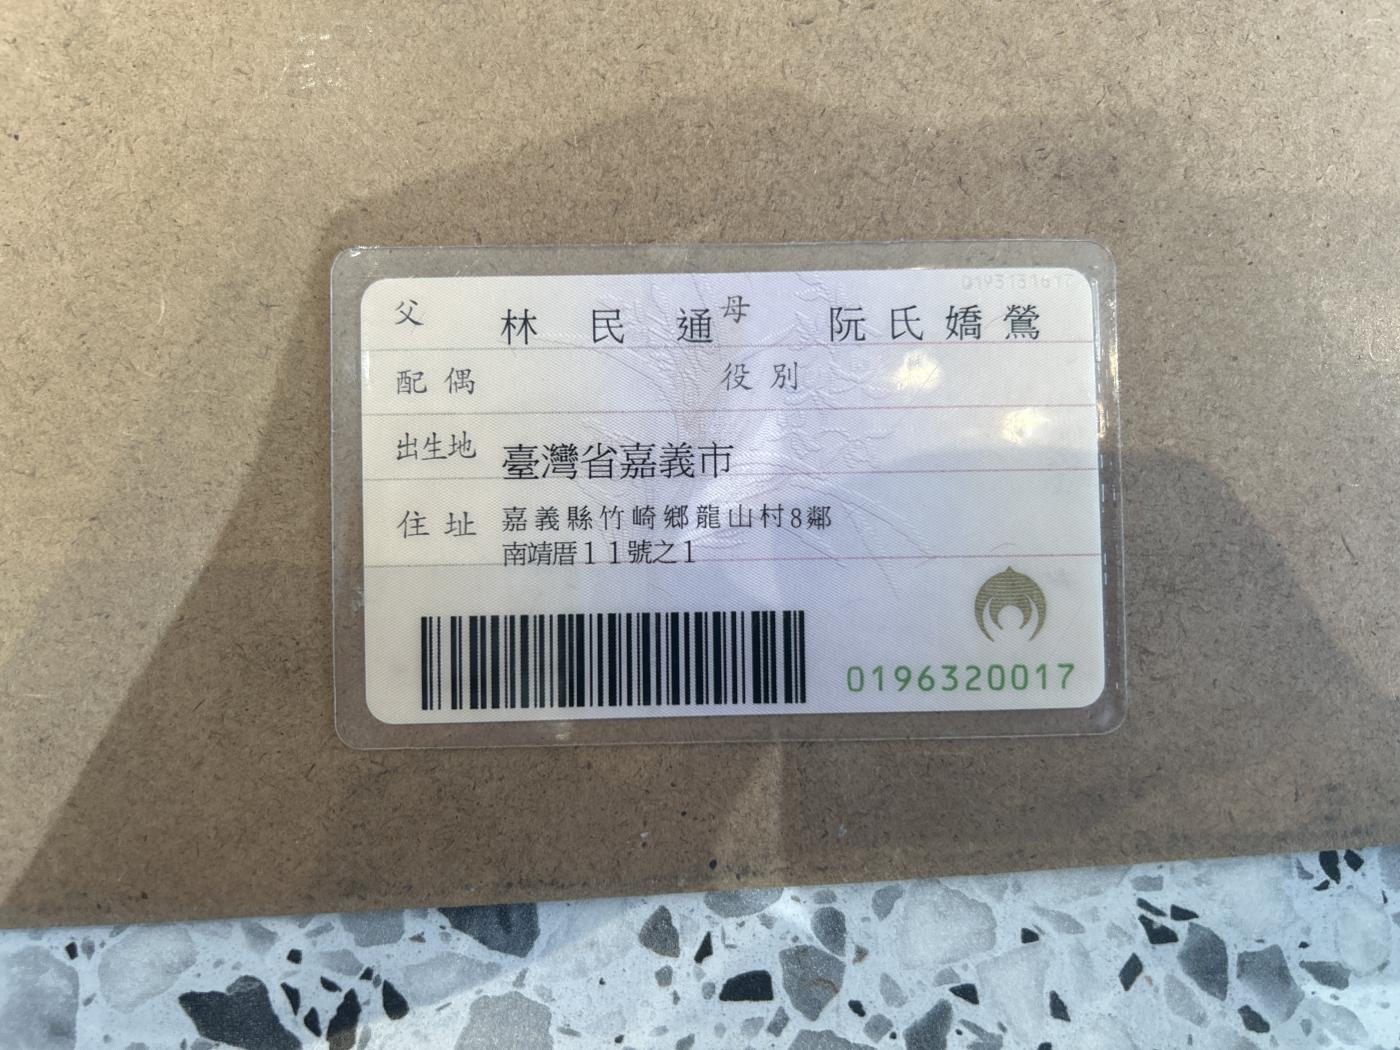 父 林民通 母 阮氏嬌鶯
配偶 役別
出生地 臺灣省嘉義市
住址 嘉義縣竹崎鄉龍山村8鄰
南靖厝11號之1
0196320017